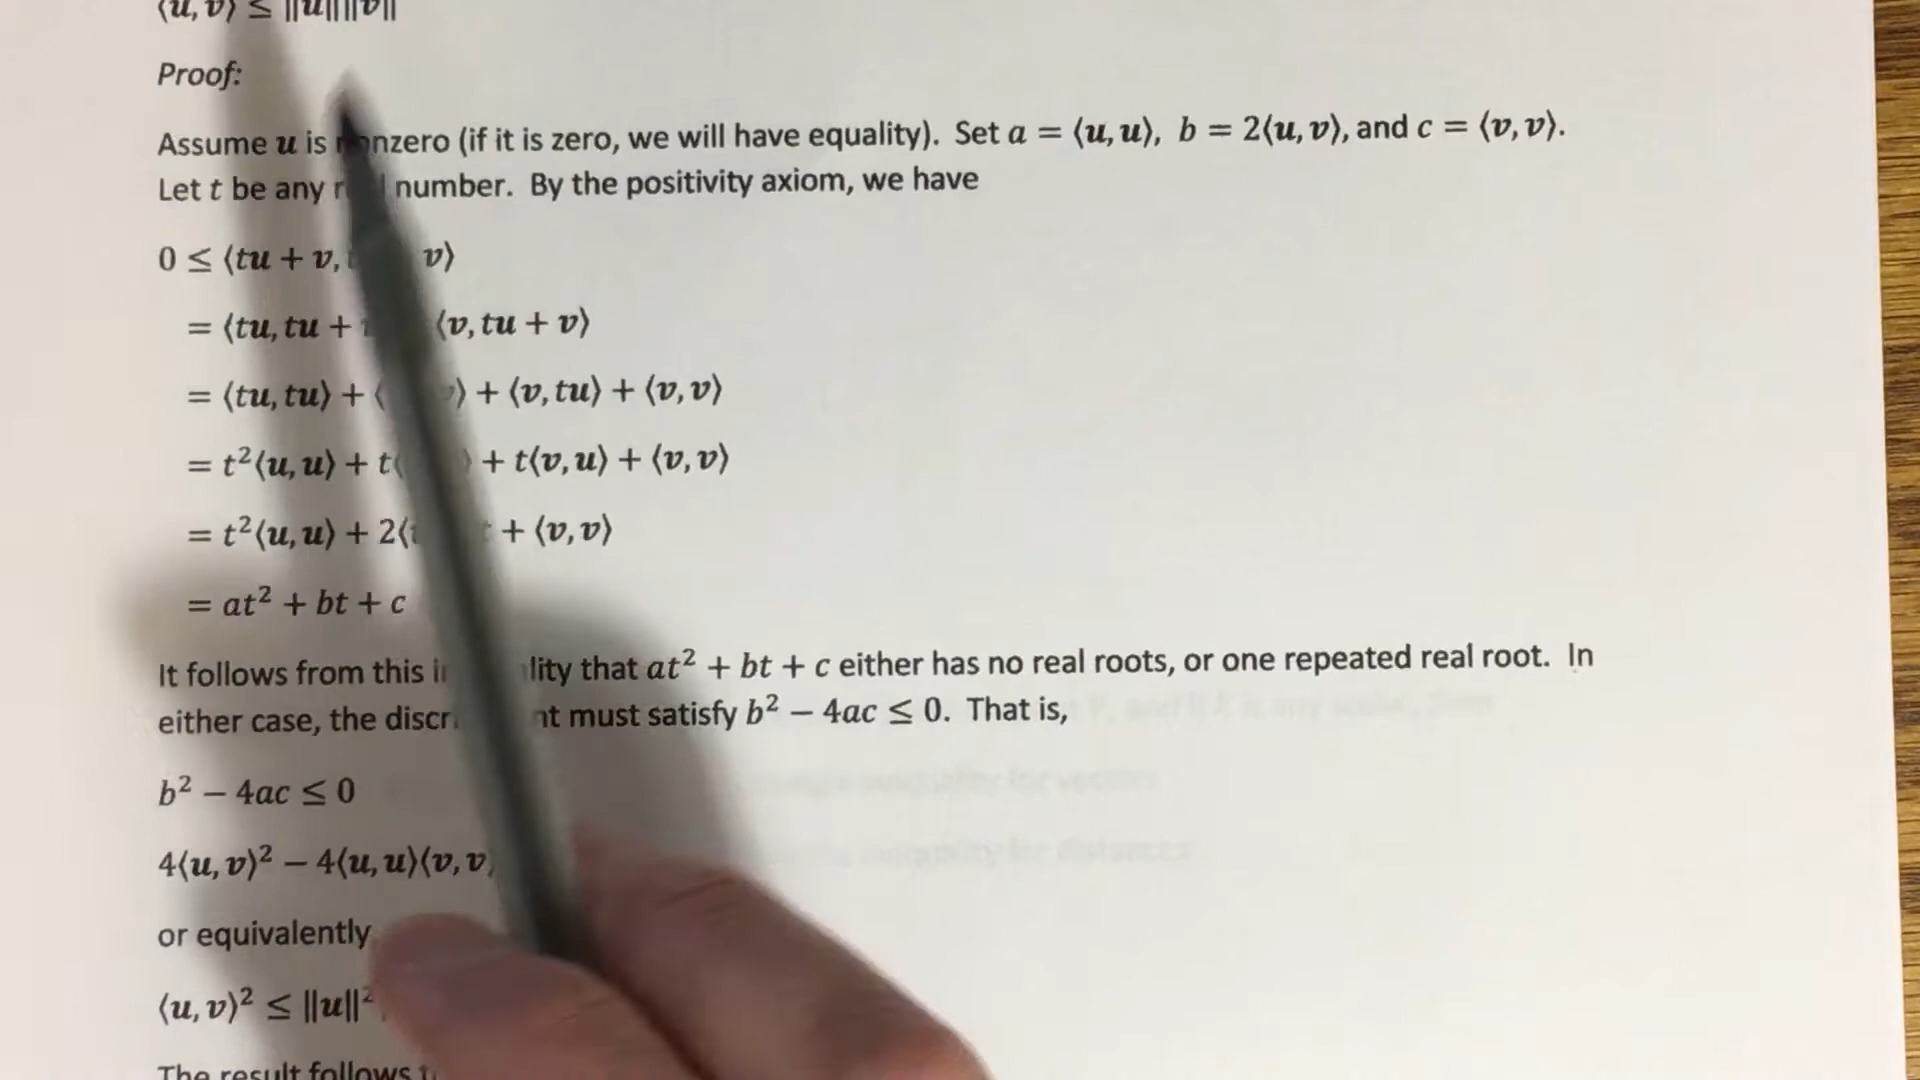 ⟨u, v⟩ ≤ ‖u‖‖v‖
Proof:
Assume u is nonzero (if it is zero, we will have equality). Set a = ⟨u, u⟩, b = 2⟨u, v⟩, and c = ⟨v, v⟩.
Let t be any real number. By the positivity axiom, we have
0 ≤ ⟨tu + v, v⟩
= ⟨tu, tu + ⟨v, tu + v⟩
= ⟨tu, tu⟩ + ⟨ ⟩ + ⟨v, tu⟩ + ⟨v, v⟩
= t²⟨u, u⟩ + t⟨ ⟩ + t⟨v, u⟩ + ⟨v, v⟩
= t²⟨u, u⟩ + 2⟨ + ⟨v, v⟩
= at² + bt + c
It follows from this inequality that at² + bt + c either has no real roots, or one repeated real root. In
either case, the discriminant must satisfy b² − 4ac ≤ 0. That is,
b² − 4ac ≤ 0
4⟨u, v⟩² − 4⟨u, u⟩⟨v, v⟩
or equivalently
⟨u, v⟩² ≤ ‖u‖²
The result follows